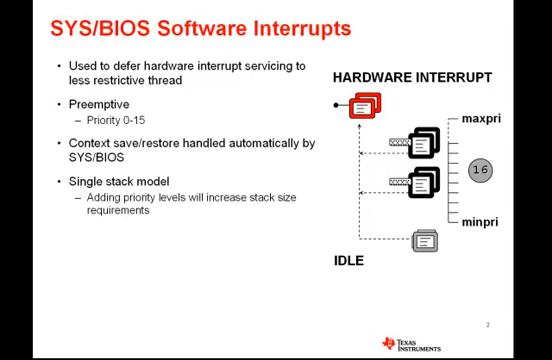 SYS/BIOS Software Interrupts
• Used to defer hardware interrupt servicing to
less restrictive thread
• Preemptive
– Priority 0-15
• Context save/restore handled automatically by
SYS/BIOS
• Single stack model
– Adding priority levels will increase stack size
requirements
HARDWARE INTERRUPT
maxpri
16
minpri
IDLE
2
TEXAS
INSTRUMENTS